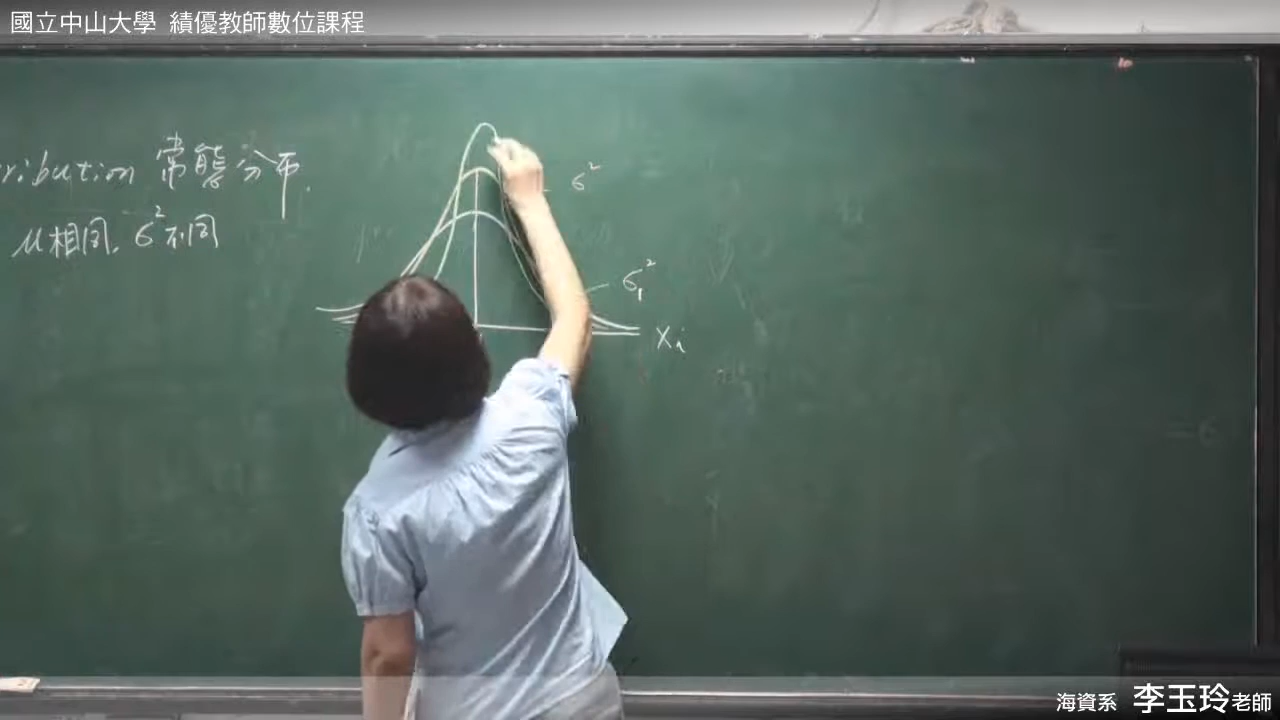 國立中山大學 績優教師數位課程
ribution 常態分布.
μ相同, σ²不同
σ²
σ₁²
Xi
海資系 李玉玲老師